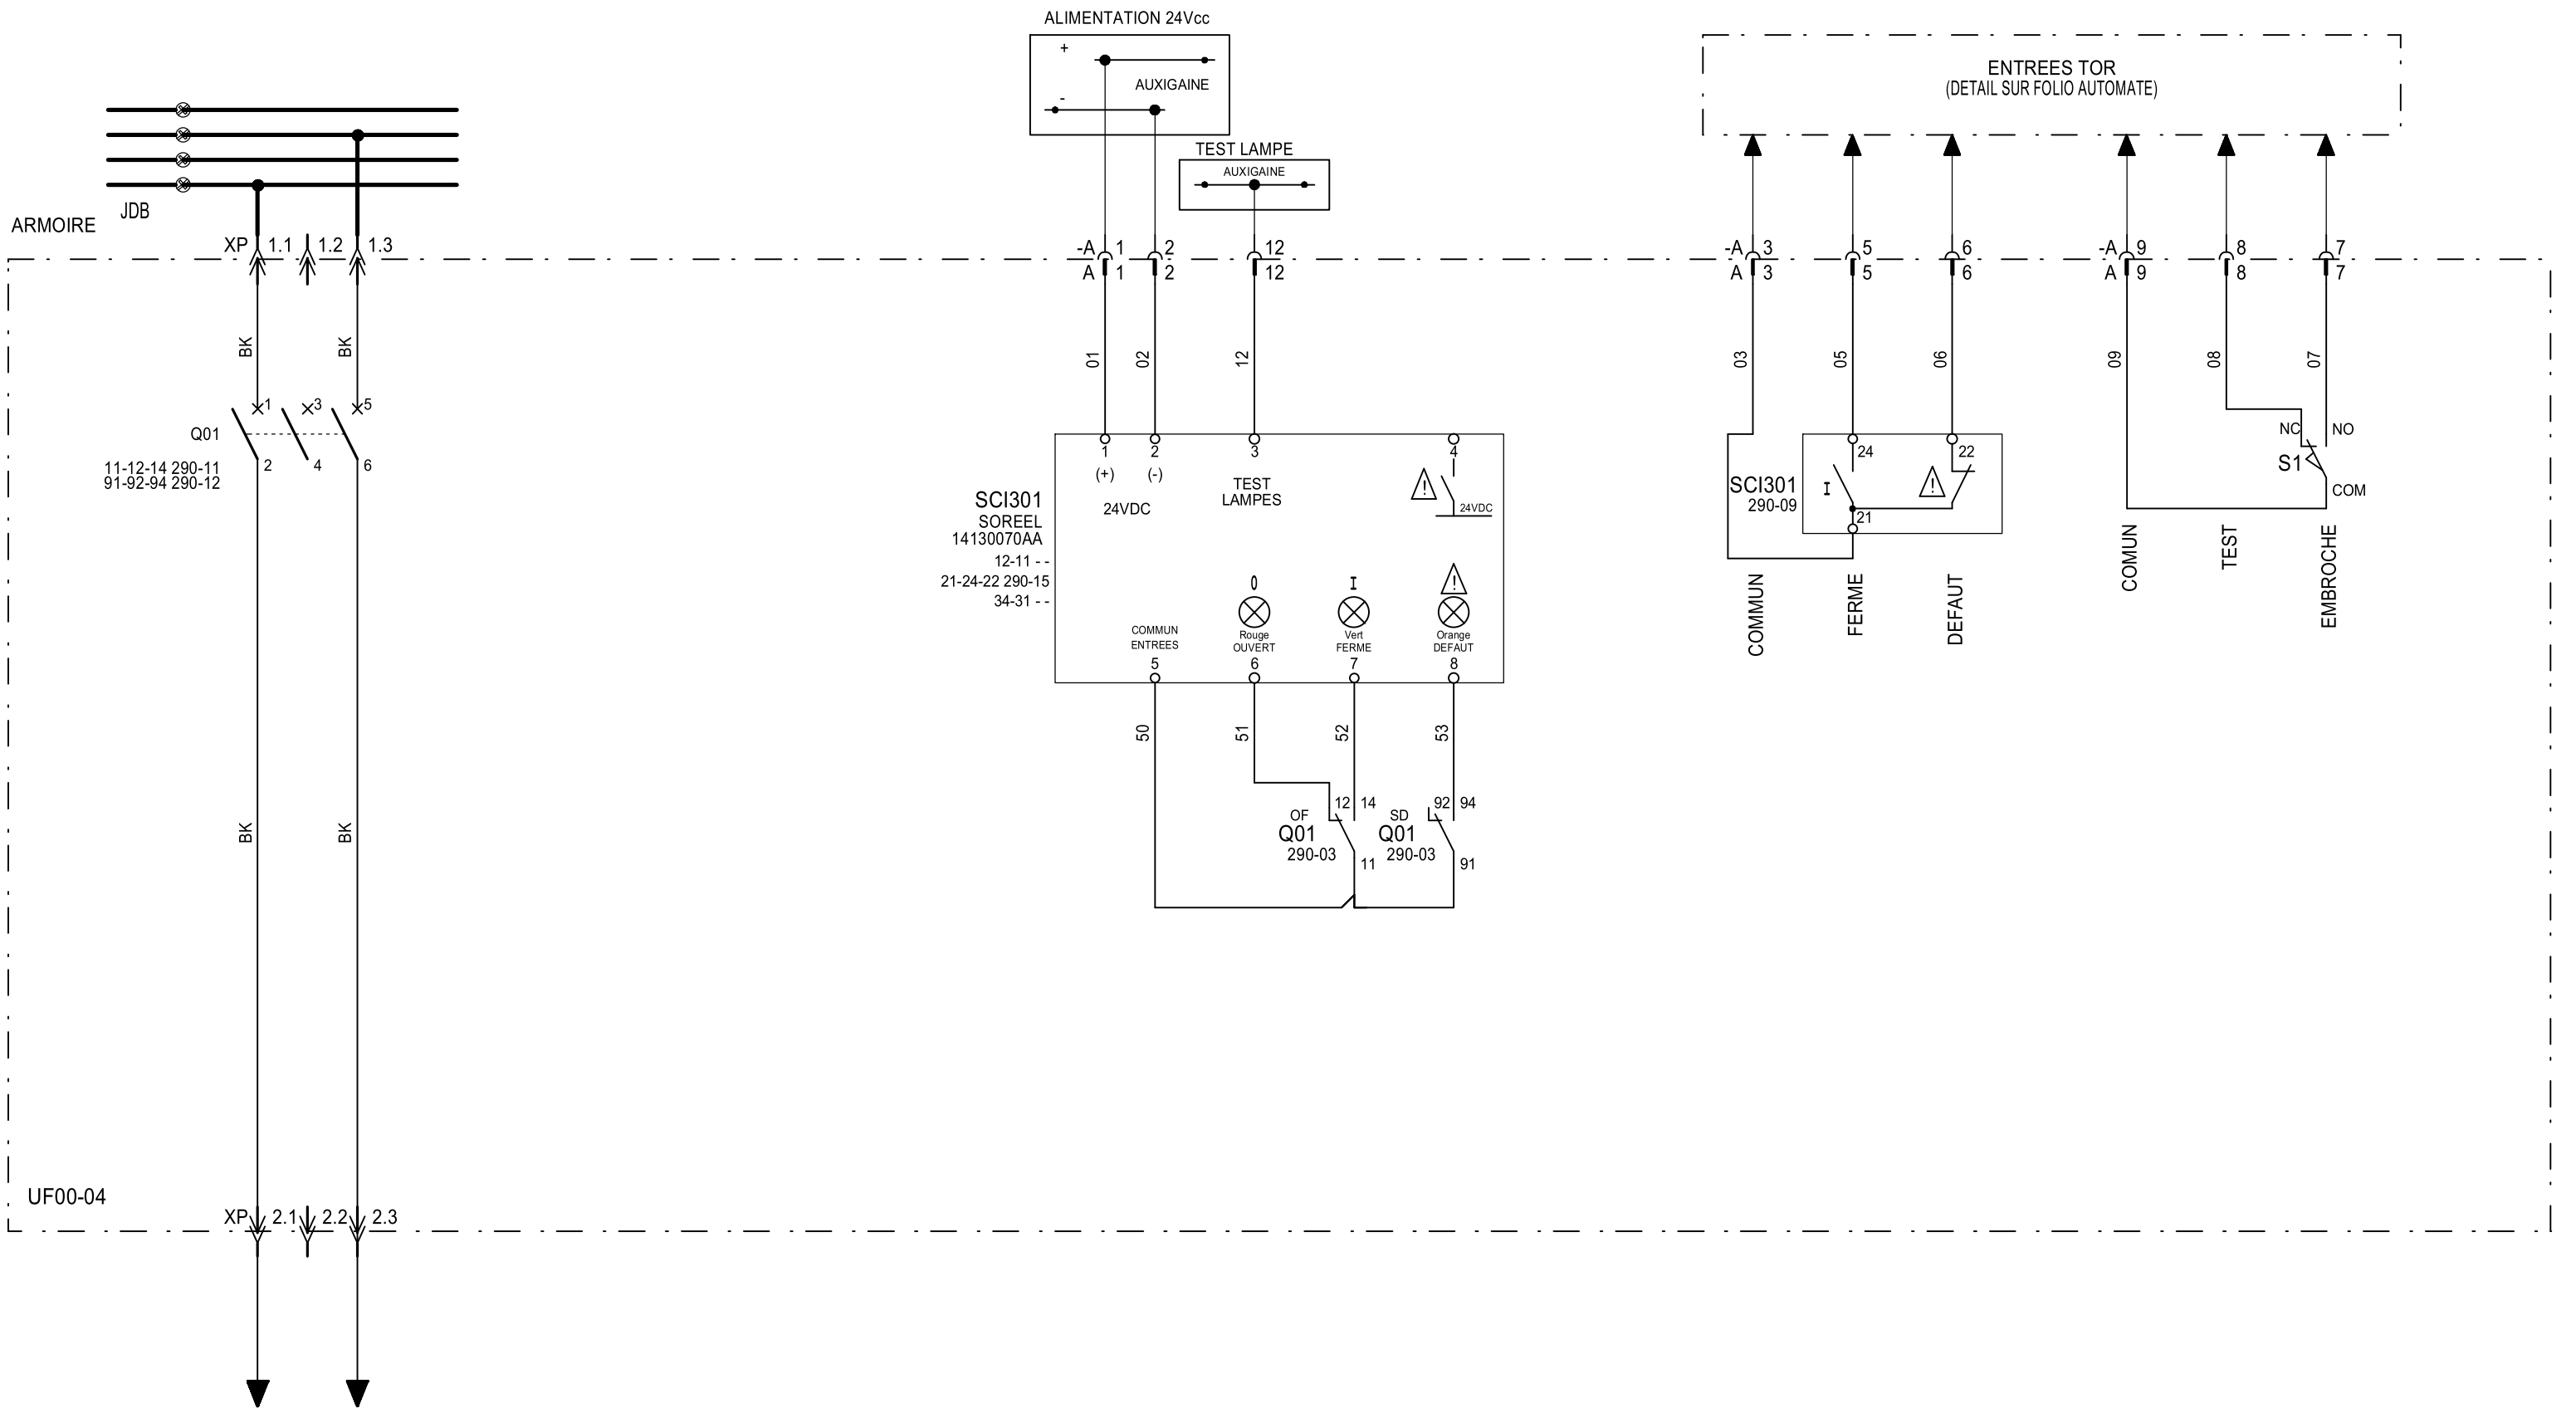 ALIMENTATION 24Vcc
+
AUXIGAINE
-
ENTREES TOR
(DETAIL SUR FOLIO AUTOMATE)
TEST LAMPE
AUXIGAINE
JDB
ARMOIRE
XP 1.1 1.2 1.3
-A 1 2 12
A 1 2 12
-A 3 5 6
A 3 5 6
-A 9 8 7
A 9 8 7
BK BK
01 02 12
03 05 06
09 08 07
1 3 5
Q01
2 4 6
11-12-14 290-11
91-92-94 290-12
1 2 3 4
(+) (-)
TEST
LAMPES
24VDC
24VDC
!
SCI301
SOREEL
14130070AA
12-11 - -
21-24-22 290-15
34-31 - -
0 I !
COMMUN
ENTREES
Rouge
OUVERT
Vert
FERME
Orange
DEFAUT
5 6 7 8
24 22
SCI301
290-09
I
!
21
NC NO
S1
COM
COMMUN
FERME
DEFAUT
COMUN
TEST
EMBROCHE
50 51 52 53
12 14
OF
Q01
290-03
11
92 94
SD
Q01
290-03
91
BK BK
UF00-04
XP 2.1 2.2 2.3